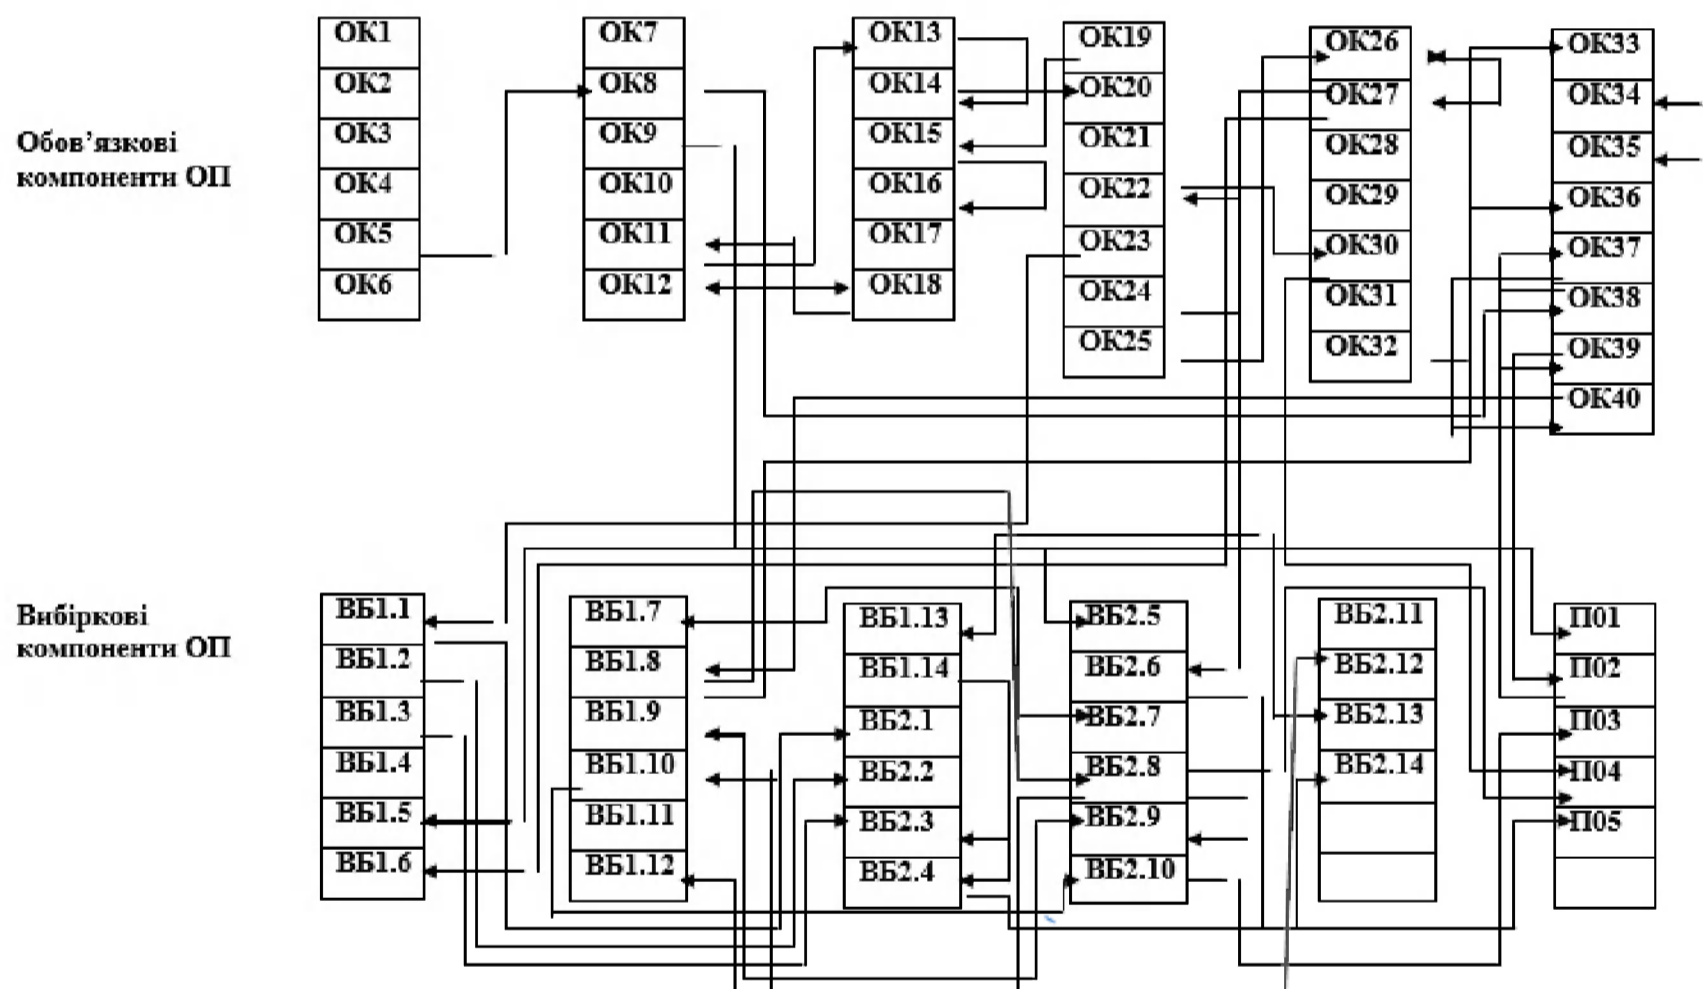 Обов’язкові
компоненти ОП
ОК1
ОК2
ОК3
ОК4
ОК5
ОК6
ОК7
ОК8
ОК9
ОК10
ОК11
ОК12
ОК13
ОК14
ОК15
ОК16
ОК17
ОК18
ОК19
ОК20
ОК21
ОК22
ОК23
ОК24
ОК25
ОК26
ОК27
ОК28
ОК29
ОК30
ОК31
ОК32
ОК33
ОК34
ОК35
ОК36
ОК37
ОК38
ОК39
ОК40
Вибіркові
компоненти ОП
ВБ1.1
ВБ1.2
ВБ1.3
ВБ1.4
ВБ1.5
ВБ1.6
ВБ1.7
ВБ1.8
ВБ1.9
ВБ1.10
ВБ1.11
ВБ1.12
ВБ1.13
ВБ1.14
ВБ2.1
ВБ2.2
ВБ2.3
ВБ2.4
ВБ2.5
ВБ2.6
ВБ2.7
ВБ2.8
ВБ2.9
ВБ2.10
ВБ2.11
ВБ2.12
ВБ2.13
ВБ2.14
П01
П02
П03
П04
П05